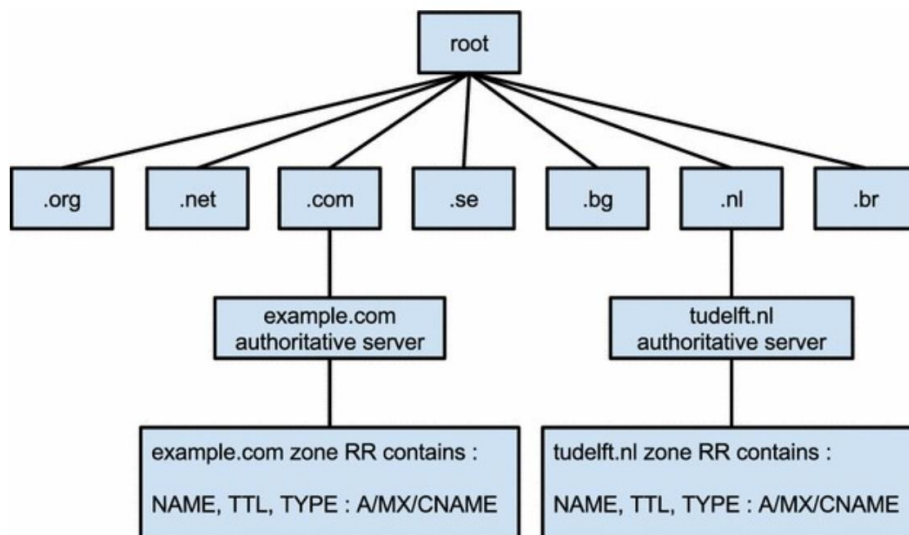 root
.org
.net
.com
.se
.bg
.nl
.br
example.com
authoritative server
tudelft.nl
authoritative server
example.com zone RR contains :
NAME, TTL, TYPE : A/MX/CNAME
tudelft.nl zone RR contains :
NAME, TTL, TYPE : A/MX/CNAME